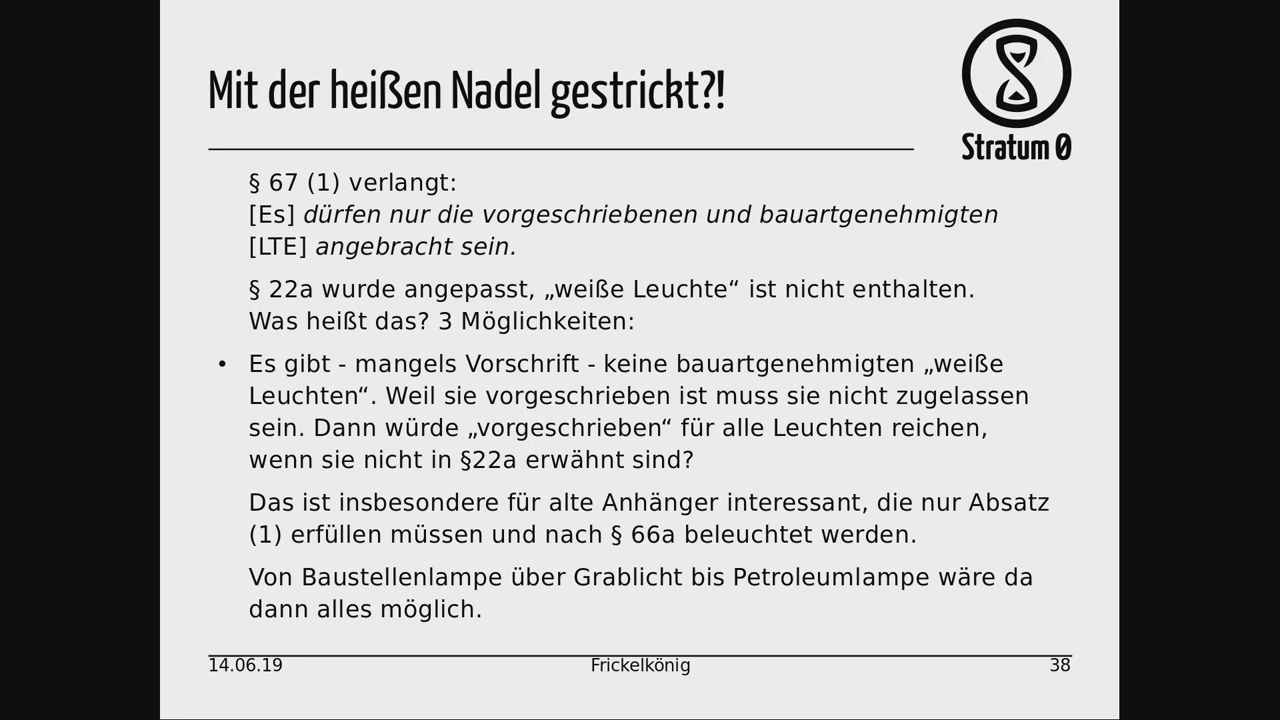 Mit der heißen Nadel gestrickt?!
Stratum 0
§ 67 (1) verlangt:
[Es] dürfen nur die vorgeschriebenen und bauartgenehmigten
[LTE] angebracht sein.
§ 22a wurde angepasst, „weiße Leuchte“ ist nicht enthalten.
Was heißt das? 3 Möglichkeiten:
• Es gibt - mangels Vorschrift - keine bauartgenehmigten „weiße
Leuchten“. Weil sie vorgeschrieben ist muss sie nicht zugelassen
sein. Dann würde „vorgeschrieben“ für alle Leuchten reichen,
wenn sie nicht in §22a erwähnt sind?
Das ist insbesondere für alte Anhänger interessant, die nur Absatz
(1) erfüllen müssen und nach § 66a beleuchtet werden.
Von Baustellenlampe über Grablicht bis Petroleumlampe wäre da
dann alles möglich.
14.06.19
Frickelkönig
38